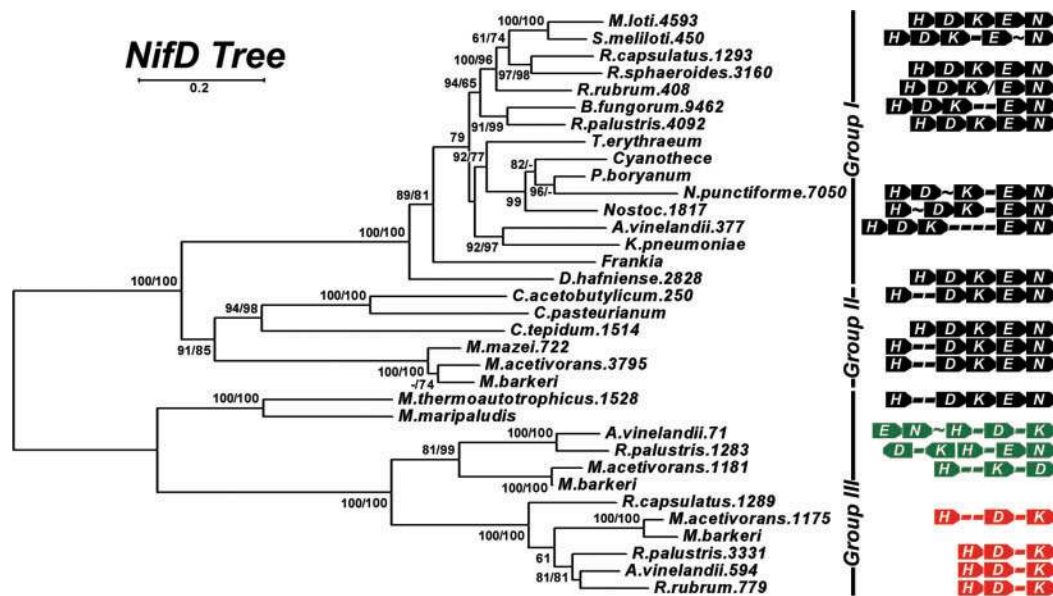 NifD Tree
0.2
100/100
61/74
100/96
97/98
94/65
91/99
79
92/77
82/-
96/-
99
89/81
92/97
100/100
100/100
100/100
94/98
91/85
100/100
-/74
100/100
81/99
100/100
100/100
100/100
100/100
100/100
61
81/81
M.loti.4593
S.meliloti.450
R.capsulatus.1293
R.sphaeroides.3160
R.rubrum.408
B.fungorum.9462
R.palustris.4092
T.erythraeum
Cyanothece
P.boryanum
N.punctiforme.7050
Nostoc.1817
A.vinelandii.377
K.pneumoniae
Frankia
D.hafniense.2828
C.acetobutylicum.250
C.pasteurianum
C.tepidum.1514
M.mazei.722
M.acetivorans.3795
M.barkeri
M.thermoautotrophicus.1528
M.maripaludis
A.vinelandii.71
R.palustris.1283
M.acetivorans.1181
M.barkeri
R.capsulatus.1289
M.acetivorans.1175
M.barkeri
R.palustris.3331
A.vinelandii.594
R.rubrum.779
Group I
Group II
Group III
H D K E N
H D K - E ~ N
H D K E N
H D K / E N
H D K - - E N
H D K E N
H D ~ K - E N
H ~ D K - E N
H D K - - - - E N
H D K E N
H - - D K E N
H D K E N
H - - D K E N
H - - D K E N
H - - D K E N
E N ~ H - D - K
D - K H - E N
H - - K - D
H - - D - K
H D - K
H D - K
H D - K